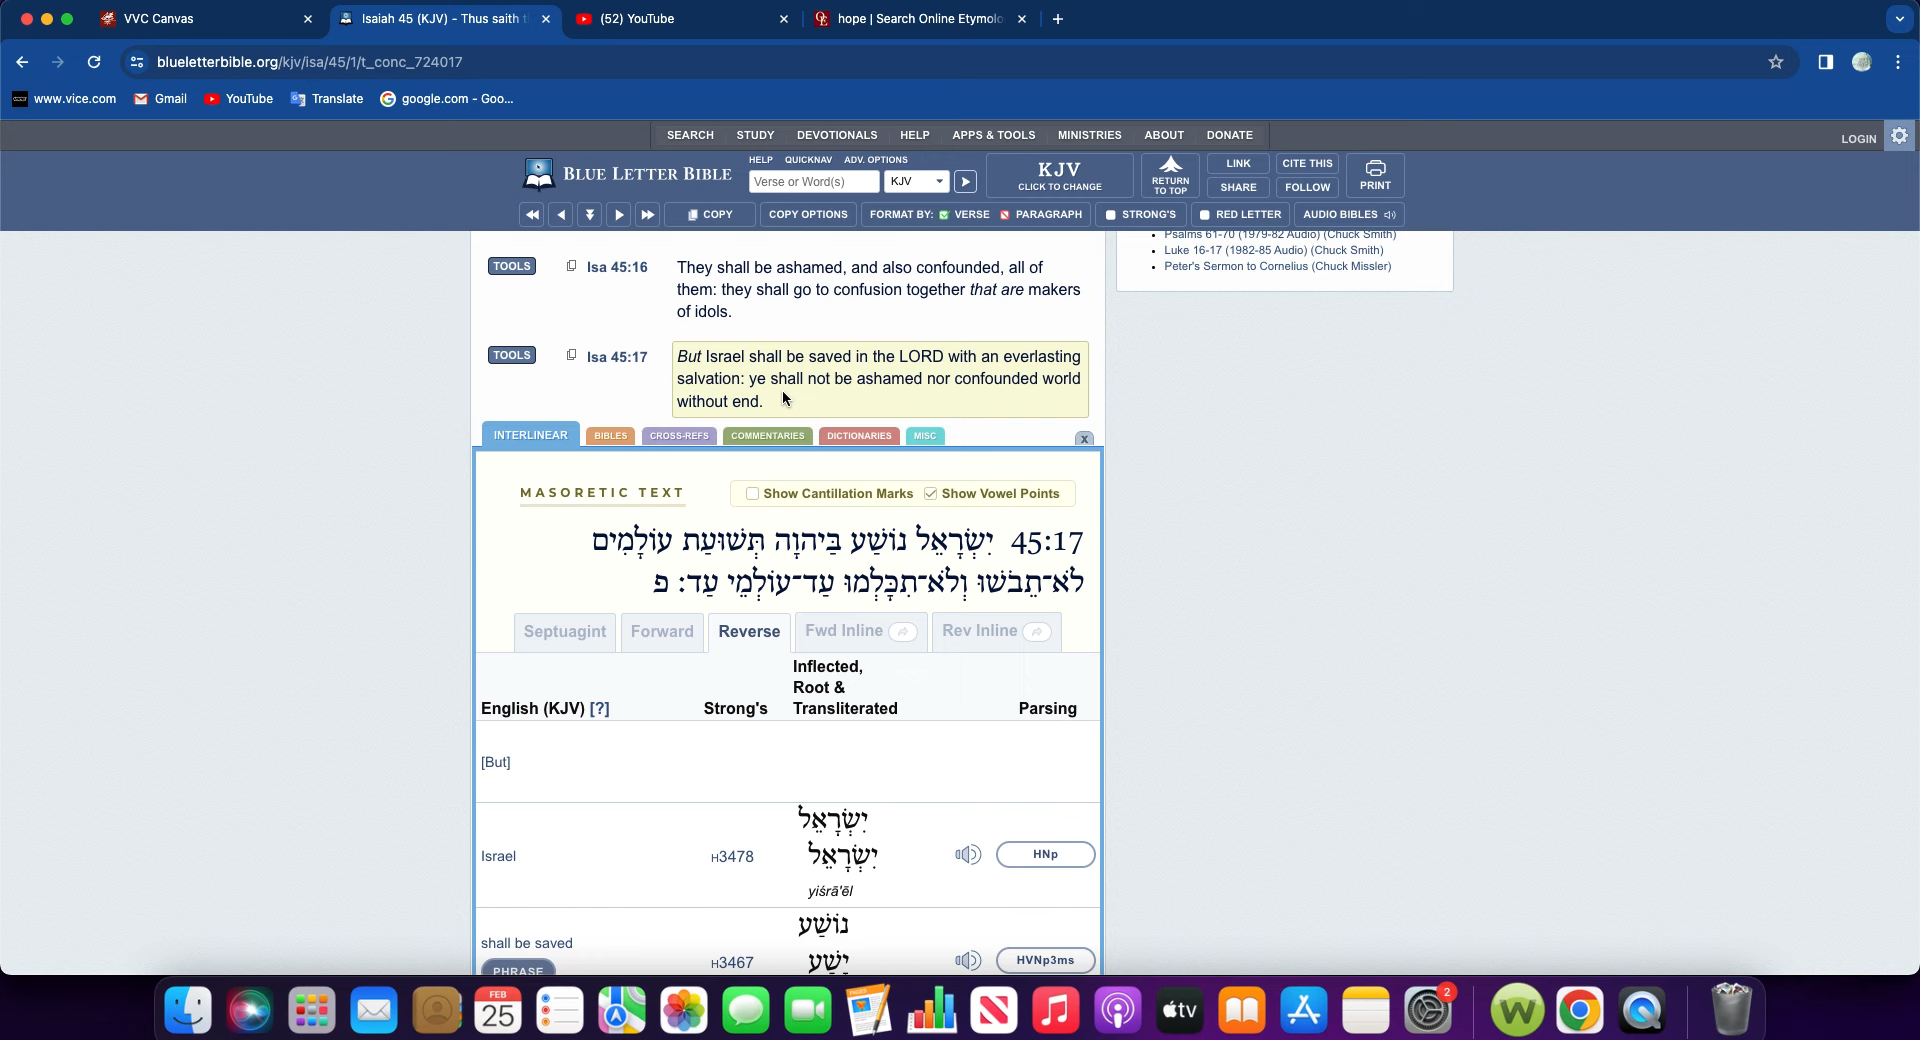 VVC Canvas
Isaiah 45 (KJV) - Thus saith t
(52) YouTube
hope | Search Online Etymolo
blueletterbible.org/kjv/isa/45/1/t_conc_724017
www.vice.com
Gmail
YouTube
Translate
google.com - Goo...
SEARCH STUDY DEVOTIONALS HELP APPS & TOOLS MINISTRIES ABOUT DONATE
LOGIN
BLUE LETTER BIBLE
HELP QUICKNAV ADV. OPTIONS
Verse or Word(s)
KJV
KJV
CLICK TO CHANGE
RETURN
TO TOP
LINK
CITE THIS
SHARE
FOLLOW
PRINT
COPY
COPY OPTIONS
FORMAT BY: VERSE PARAGRAPH
STRONG'S
RED LETTER
AUDIO BIBLES
Psalms 61-70 (1979-82 Audio) (Chuck Smith)
Luke 16-17 (1982-85 Audio) (Chuck Smith)
Peter's Sermon to Cornelius (Chuck Missler)
TOOLS
Isa 45:16
They shall be ashamed, and also confounded, all of
them: they shall go to confusion together that are makers
of idols.
TOOLS
Isa 45:17
But Israel shall be saved in the LORD with an everlasting
salvation: ye shall not be ashamed nor confounded world
without end.
INTERLINEAR
BIBLES
CROSS-REFS
COMMENTARIES
DICTIONARIES
MISC
x
MASORETIC TEXT
Show Cantillation Marks
Show Vowel Points
45:17 יִשְׂרָאֵל נוֹשַׁע בַּיהוָה תְּשׁוּעַת עוֹלָמִים
לֹא־תֵבֹשׁוּ וְלֹא־תִכָּלְמוּ עַד־עוֹלְמֵי עַד׃ פ
Septuagint
Forward
Reverse
Fwd Inline
Rev Inline
English (KJV) [?]
Strong's
Inflected,
Root &
Transliterated
Parsing
[But]
Israel
H3478
יִשְׂרָאֵל
יִשְׂרָאֵל
yiśrā'ēl
HNp
shall be saved
PHRASE
H3467
נוֹשַׁע
יָשַׁע
HVNp3ms
FEB
25
PAGES
tv
2
W